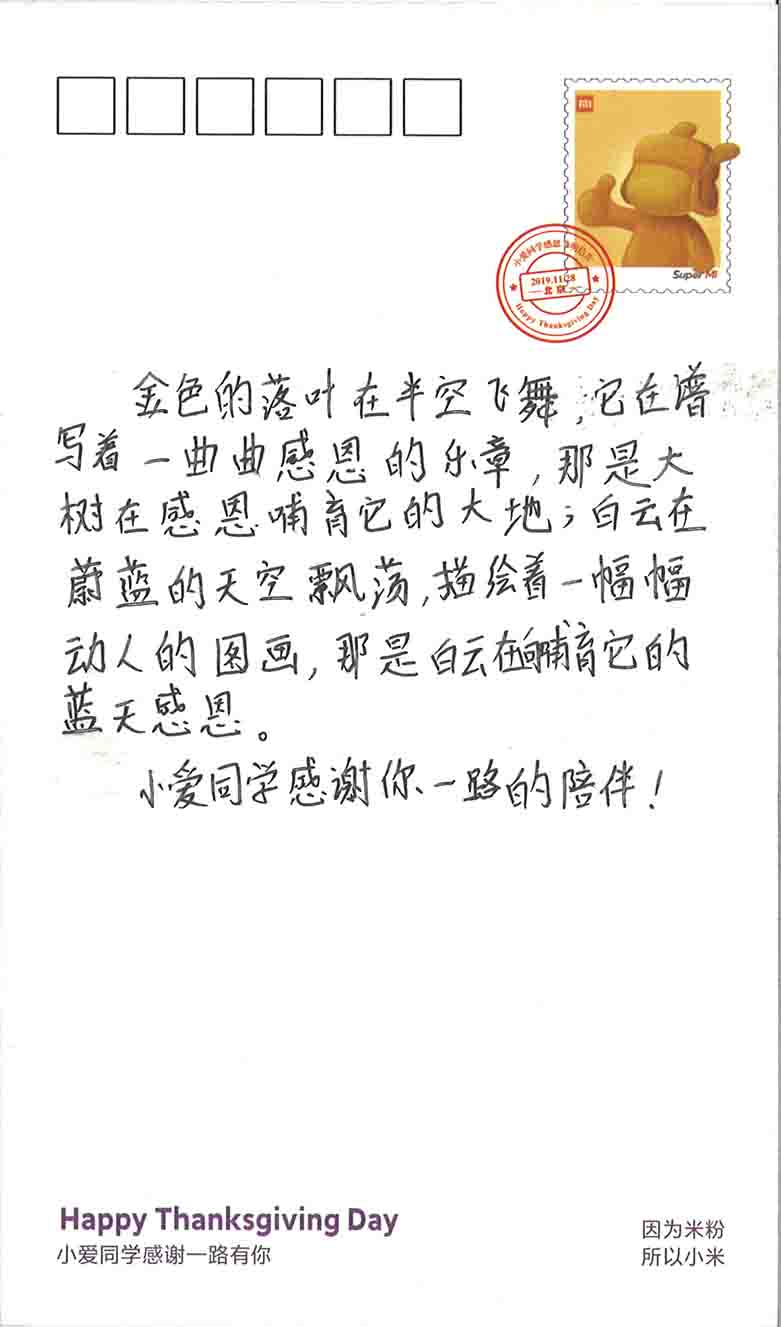 MI
Super MI
小爱同学感恩
2019.11.28
北京
Happy Thanksgiving Day
金色的落叶在半空飞舞,它在谱
写着一曲曲感恩的乐章,那是大
树在感恩哺育它的大地;白云在
蔚蓝的天空飘荡,描绘着一幅幅
动人的图画,那是白云在向哺育它的
蓝天感恩。
小爱同学感谢你一路的陪伴!
Happy Thanksgiving Day
小爱同学感谢一路有你
因为米粉
所以小米